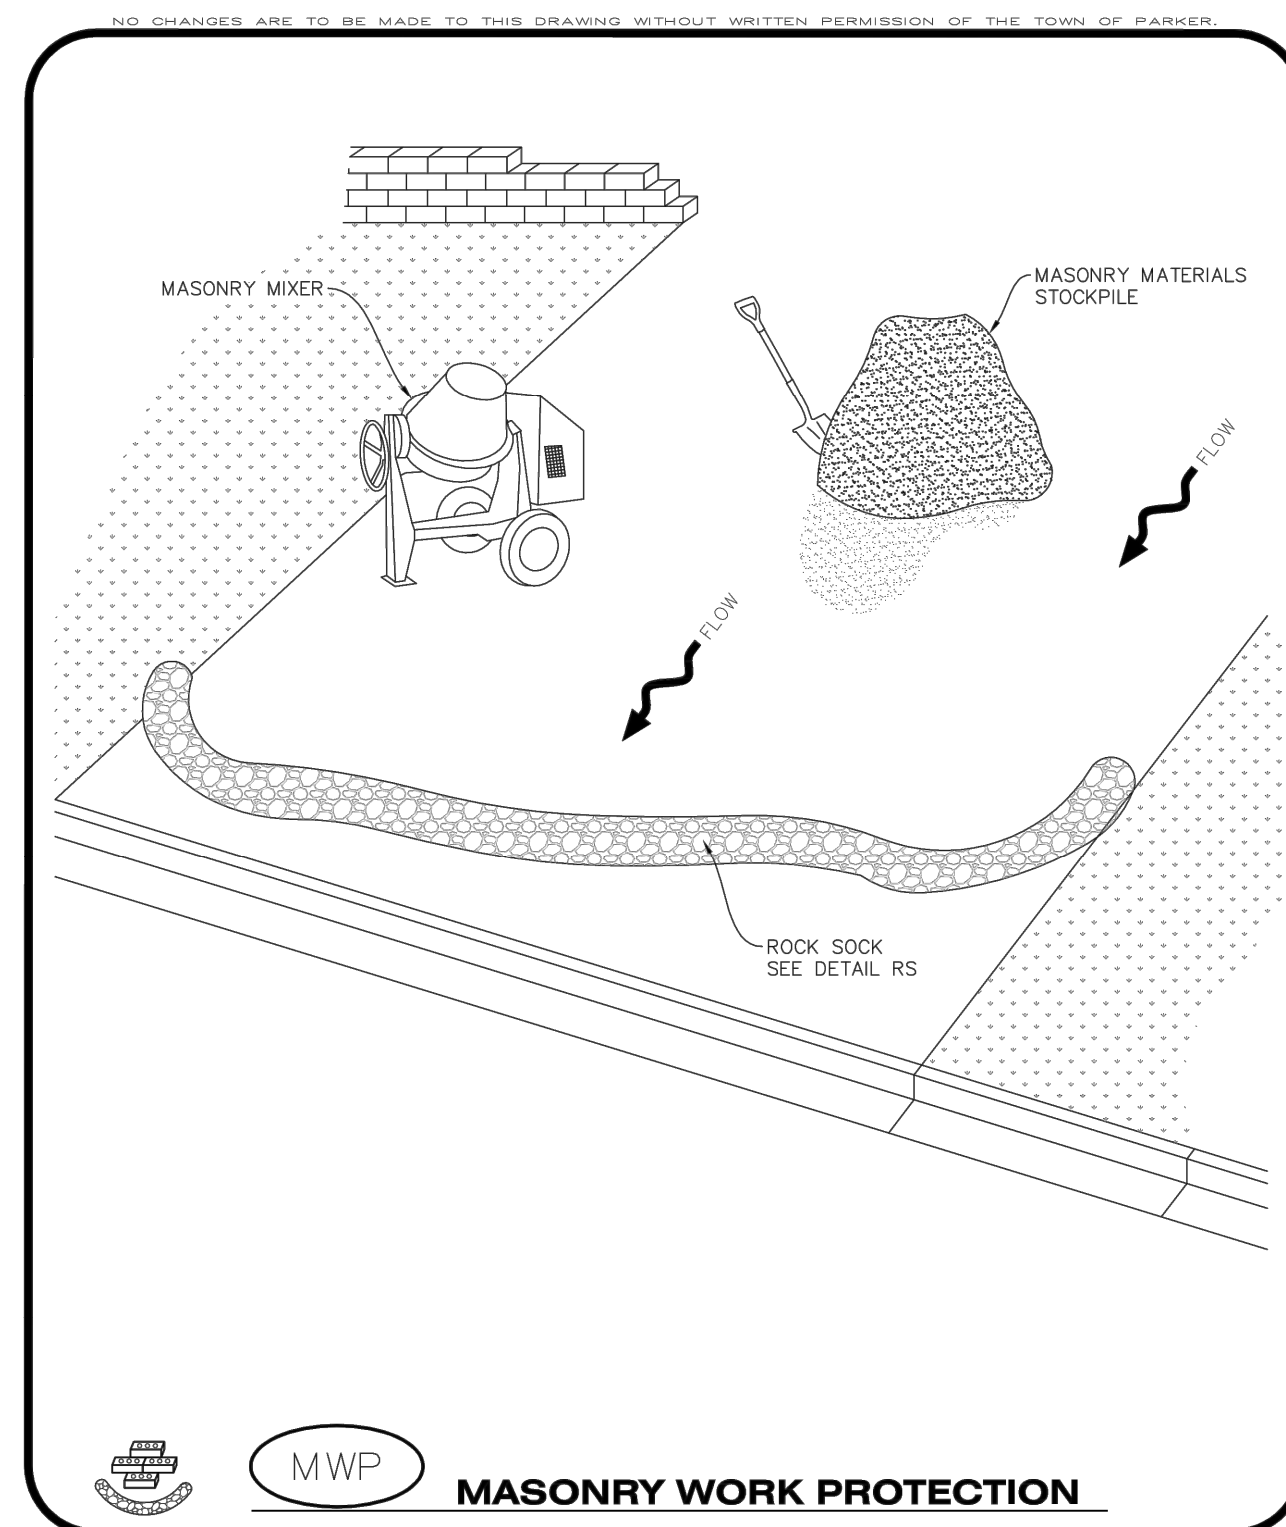 NO CHANGES ARE TO BE MADE TO THIS DRAWING WITHOUT WRITTEN PERMISSION OF THE TOWN OF PARKER.
MASONRY MIXER
MASONRY MATERIALS
STOCKPILE
FLOW
FLOW
ROCK SOCK
SEE DETAIL RS
MWP
MASONRY WORK PROTECTION